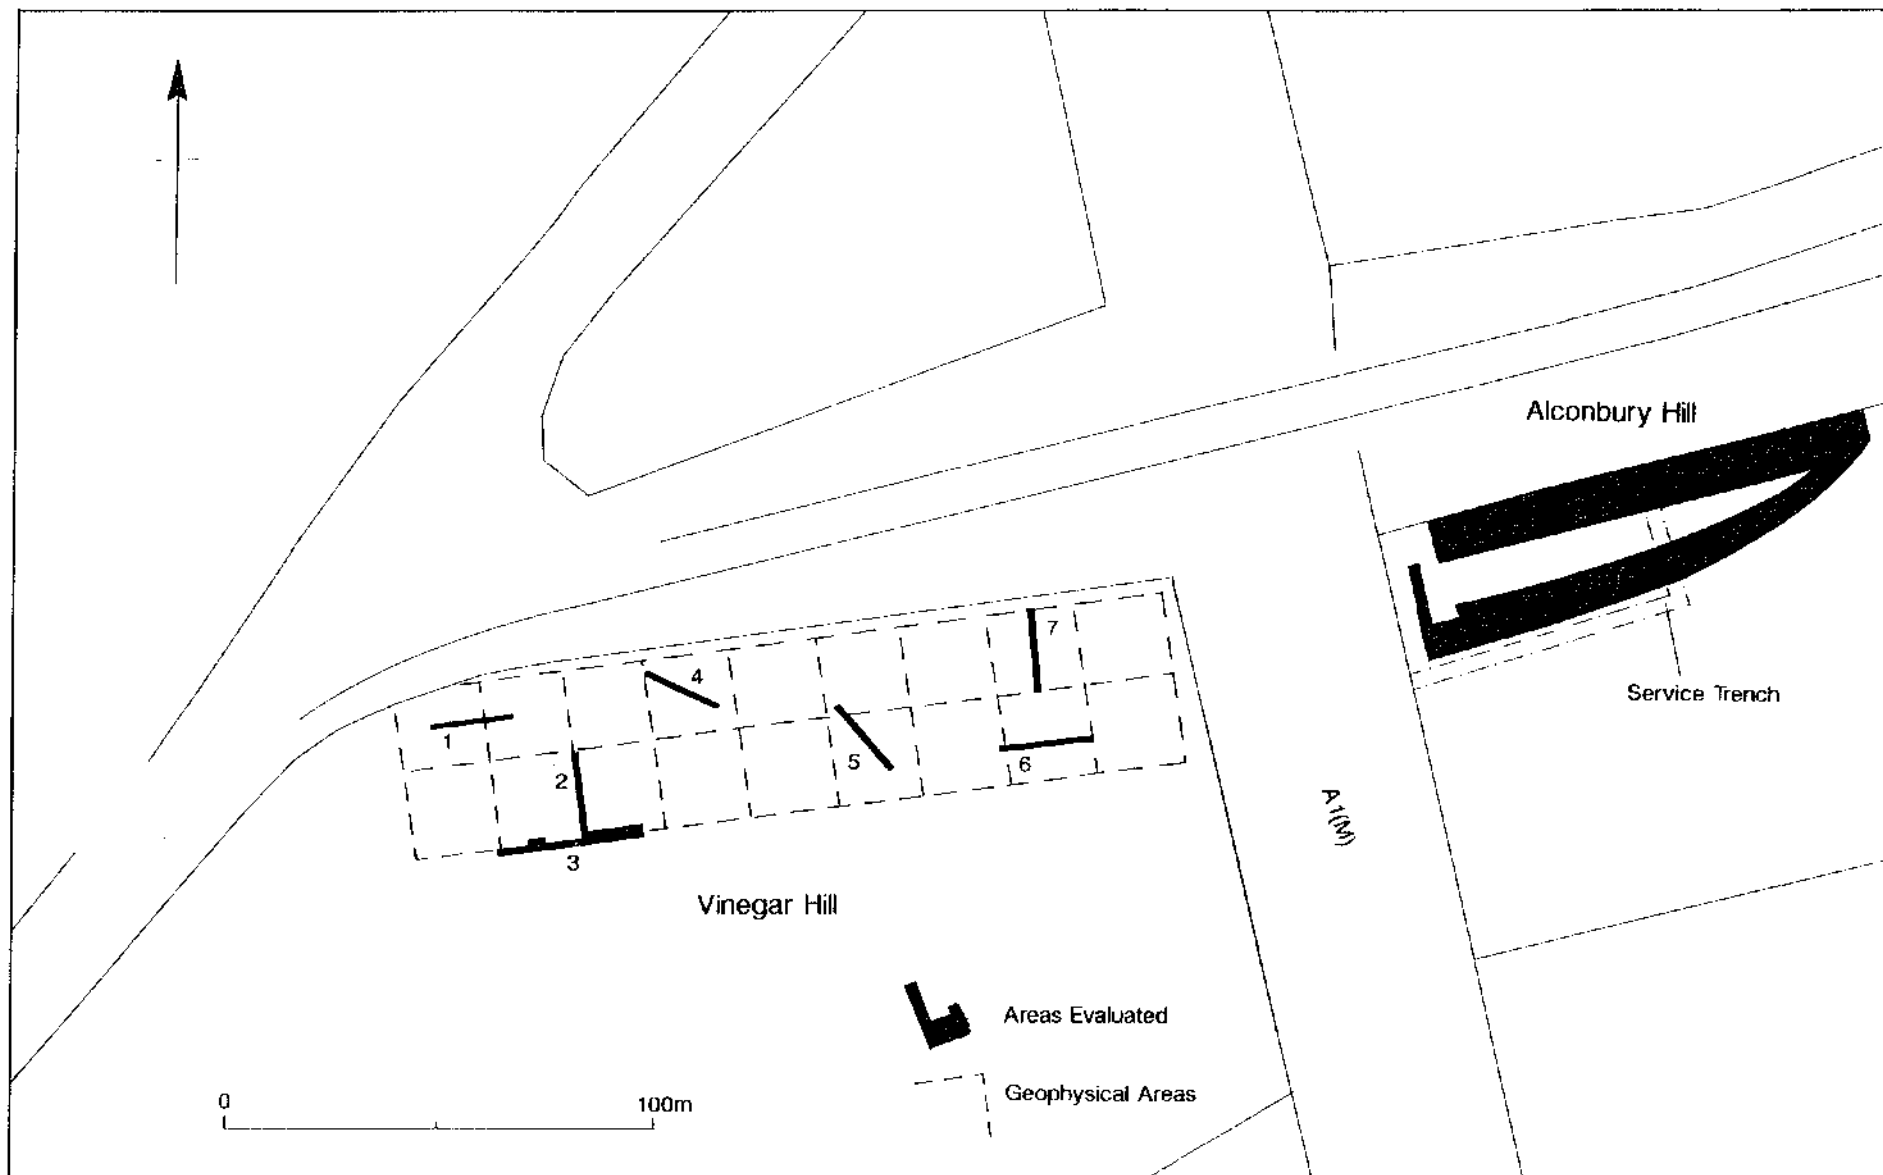 Alconbury Hill
7
4
1
2
5
6
3
Service Trench
A1(M)
Vinegar Hill
Areas Evaluated
Geophysical Areas
0
100m